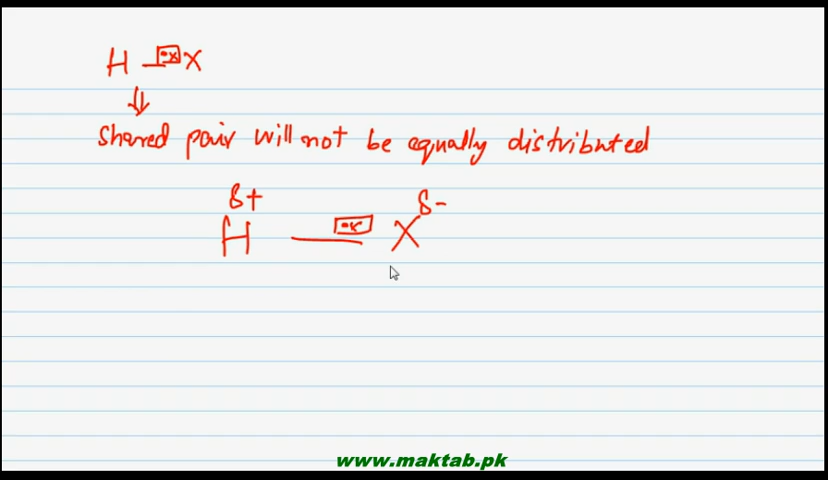 H — •x X
shared pair will not be equally distributed
δ+ δ-
H — •x X
www.maktab.pk